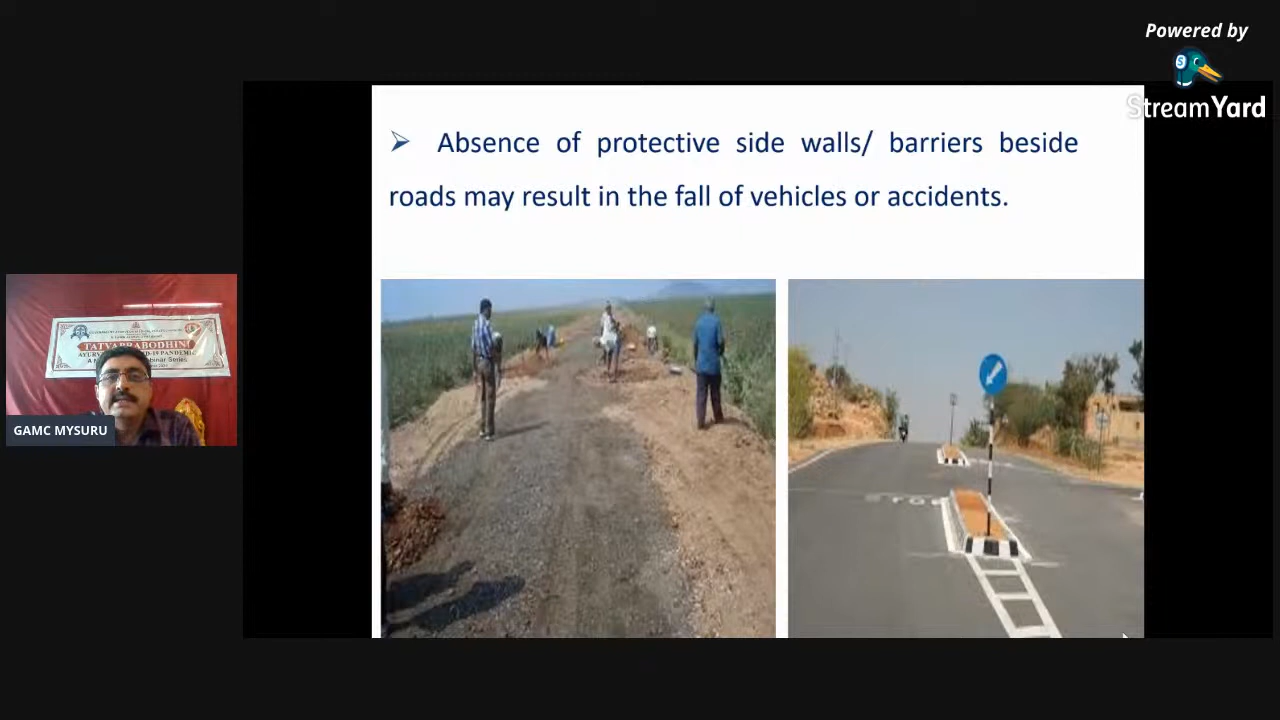 Powered by
StreamYard
➢ Absence of protective side walls/ barriers beside
roads may result in the fall of vehicles or accidents.
TATVAPRABODHINI
GAMC MYSURU